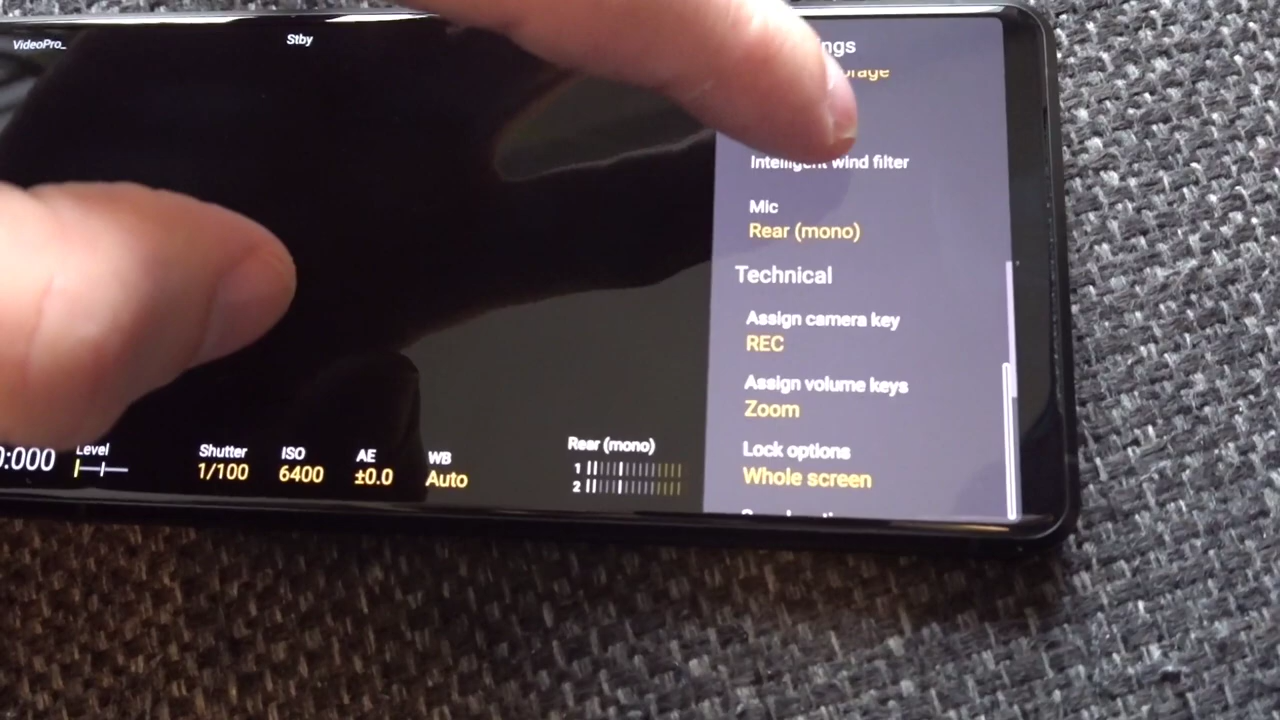 VideoPro_
Stby
Intelligent wind filter
Mic
Rear (mono)
Technical
Assign camera key
REC
Assign volume keys
Zoom
Lock options
Whole screen
0:000
Level
Shutter
1/100
ISO
6400
AE
±0.0
WB
Auto
Rear (mono)
1
2